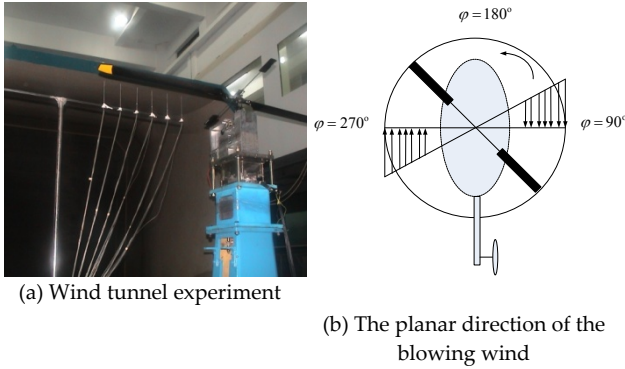 φ = 180°
φ = 270°
φ = 90°
(a) Wind tunnel experiment
(b) The planar direction of the
blowing wind